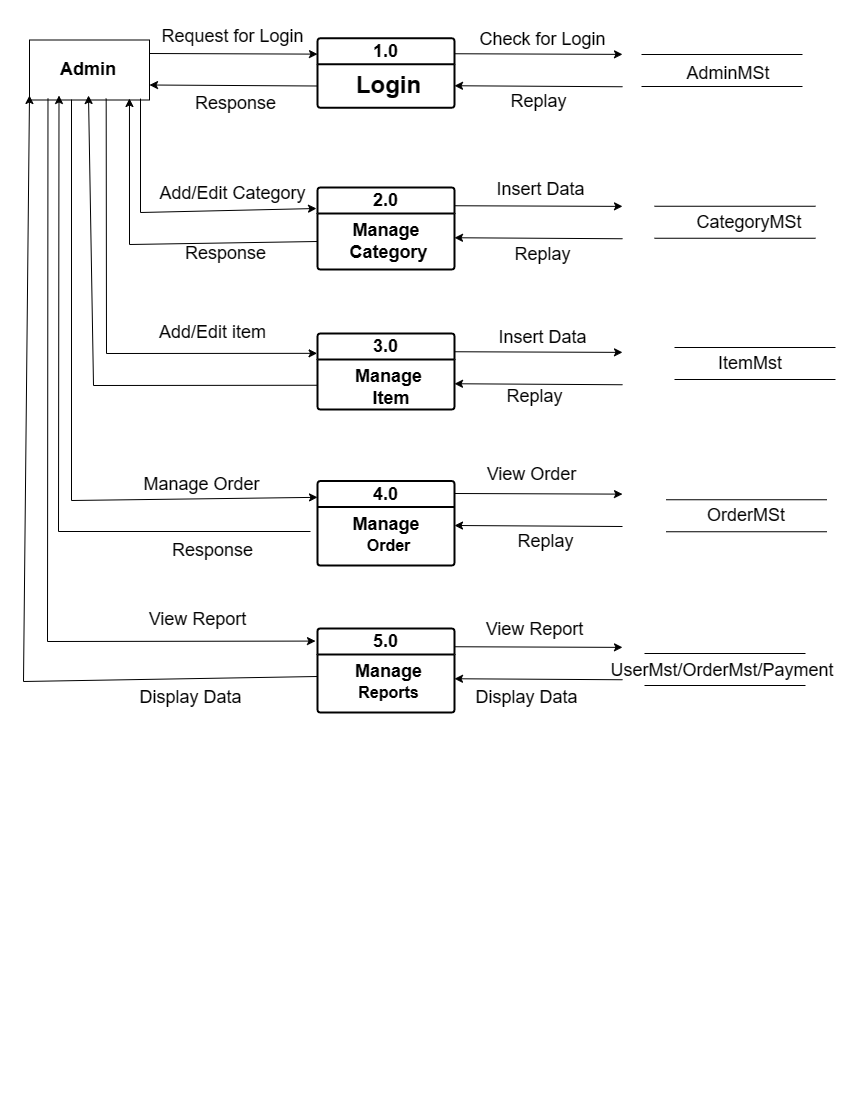 Request for Login
1.0
Check for Login
Admin
Login
AdminMSt
Response
Replay
Add/Edit Category
2.0
Insert Data
Manage
Category
CategoryMSt
Response
Replay
Add/Edit item
3.0
Insert Data
Manage
Item
ItemMst
Replay
Manage Order
4.0
View Order
Manage
Order
OrderMSt
Response
Replay
View Report
5.0
View Report
Manage
Reports
UserMst/OrderMst/Payment
Display Data
Display Data